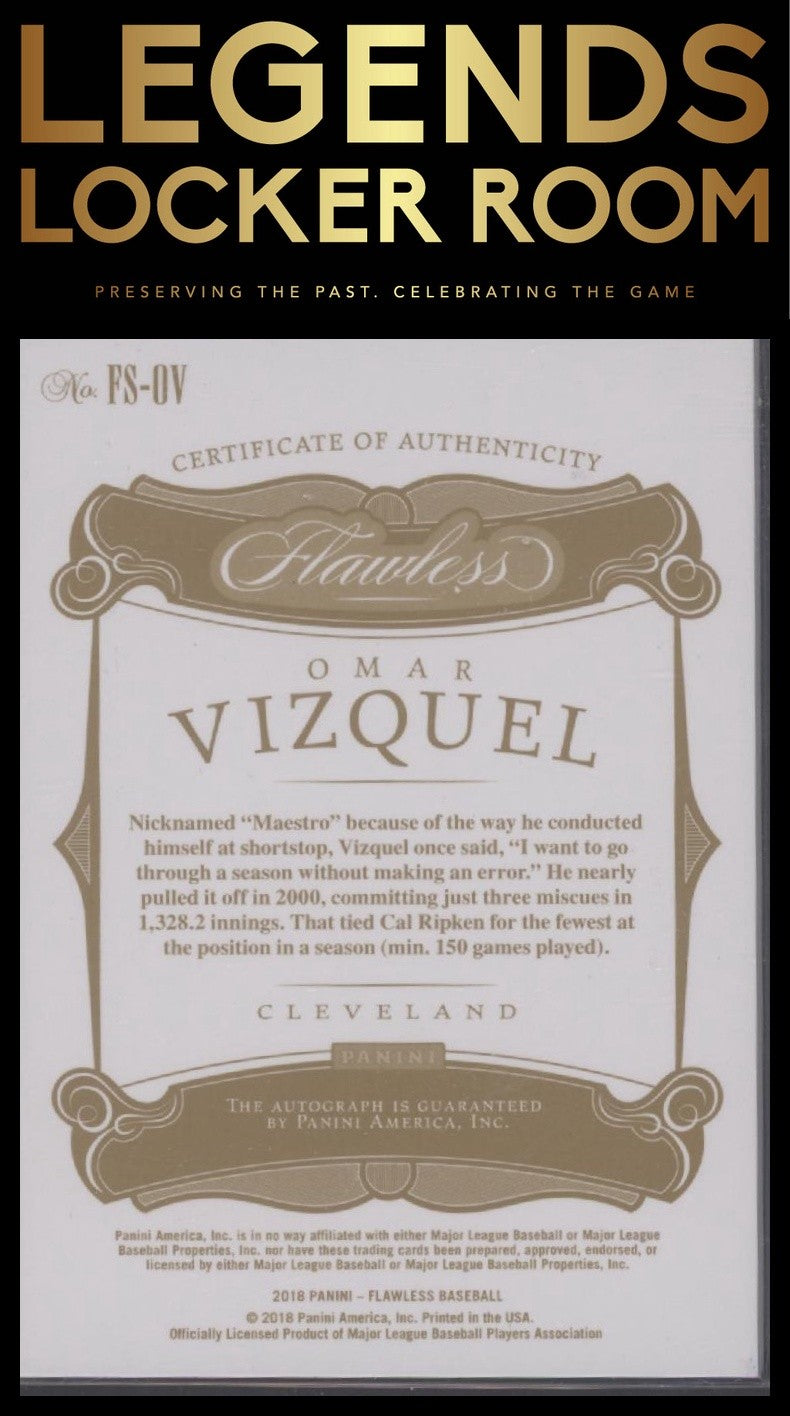 LEGENDS
LOCKER ROOM
PRESERVING THE PAST. CELEBRATING THE GAME
No. FS-OV
CERTIFICATE OF AUTHENTICITY
Flawless
OMAR
VIZQUEL
Nicknamed “Maestro” because of the way he conducted
himself at shortstop, Vizquel once said, “I want to go
through a season without making an error.” He nearly
pulled it off in 2000, committing just three miscues in
1,328.2 innings. That tied Cal Ripken for the fewest at
the position in a season (min. 150 games played).
CLEVELAND
PANINI
THE AUTOGRAPH IS GUARANTEED
BY PANINI AMERICA, INC.
Panini America, Inc. is in no way affiliated with either Major League Baseball or Major League
Baseball Properties, Inc. nor have these trading cards been prepared, approved, endorsed, or
licensed by either Major League Baseball or Major League Baseball Properties, Inc.
2018 PANINI – FLAWLESS BASEBALL
© 2018 Panini America, Inc. Printed in the USA.
Officially Licensed Product of Major League Baseball Players Association